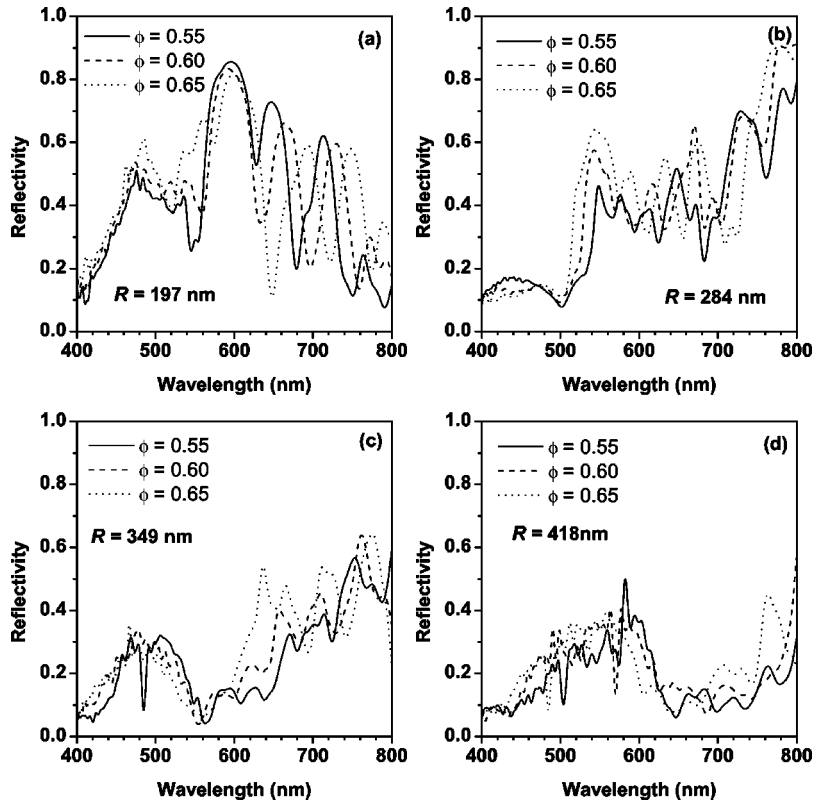 (a)
φ = 0.55
φ = 0.60
φ = 0.65
R = 197 nm
1.0
0.8
0.6
0.4
0.2
0.0
400 500 600 700 800
Reflectivity
Wavelength (nm)
(b)
φ = 0.55
φ = 0.60
φ = 0.65
R = 284 nm
1.0
0.8
0.6
0.4
0.2
0.0
400 500 600 700 800
Reflectivity
Wavelength (nm)
(c)
φ = 0.55
φ = 0.60
φ = 0.65
R = 349 nm
1.0
0.8
0.6
0.4
0.2
0.0
400 500 600 700 800
Reflectivity
Wavelength (nm)
(d)
φ = 0.55
φ = 0.60
φ = 0.65
R = 418nm
1.0
0.8
0.6
0.4
0.2
0.0
400 500 600 700 800
Reflectivity
Wavelength (nm)